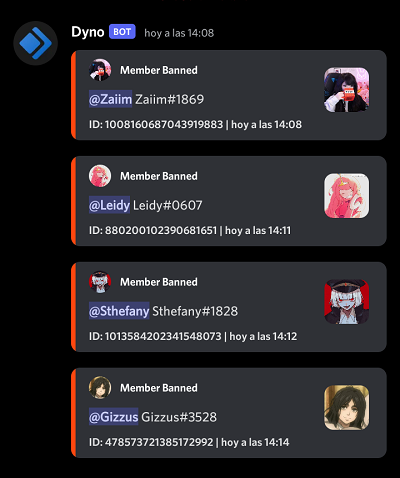 Dyno BOT hoy a las 14:08
Member Banned
@Zaiim Zaiim#1869
ID: 1008160687043919883 | hoy a las 14:08
Member Banned
@Leidy Leidy#0607
ID: 880200102390681651 | hoy a las 14:11
Member Banned
@Sthefany Sthefany#1828
ID: 1013584202341548073 | hoy a las 14:12
Member Banned
@Gizzus Gizzus#3528
ID: 478573721385172992 | hoy a las 14:14